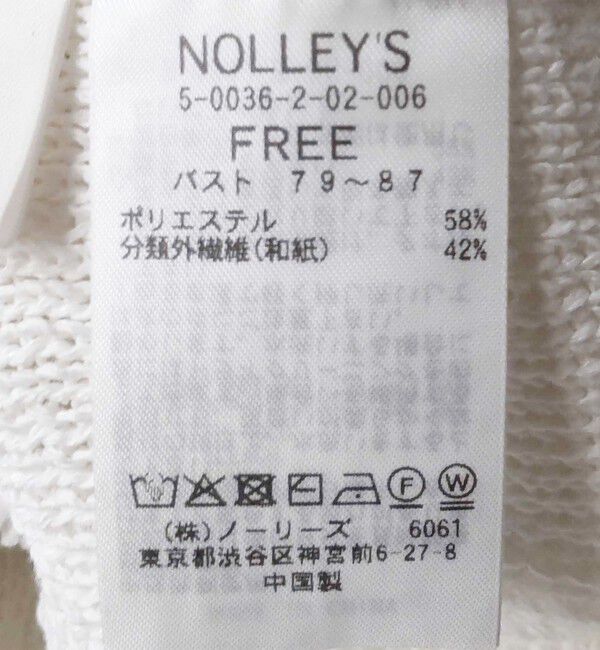 NOLLEY'S
5-0036-2-02-006
FREE
バスト 79～87
ポリエステル 58%
分類外繊維(和紙) 42%
F W
(株)ノーリーズ 6061
東京都渋谷区神宮前6-27-8
中国製